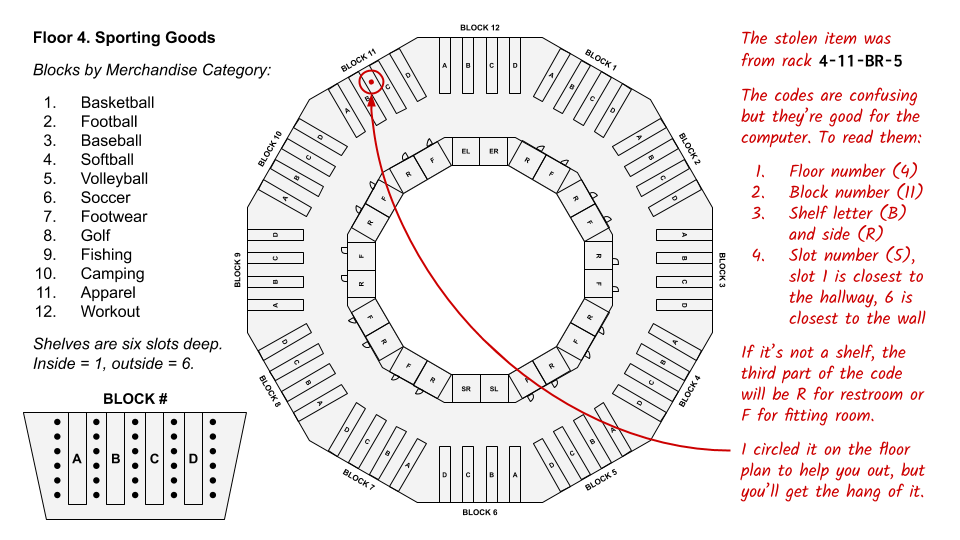 Floor 4. Sporting Goods
Blocks by Merchandise Category:
1. Basketball
2. Football
3. Baseball
4. Softball
5. Volleyball
6. Soccer
7. Footwear
8. Golf
9. Fishing
10. Camping
11. Apparel
12. Workout
Shelves are six slots deep.
Inside = 1, outside = 6.
BLOCK #
A B C D
BLOCK 12
A B C D
BLOCK 1
A B C D
BLOCK 2
A B C D
BLOCK 3
A B C D
BLOCK 4
A B C D
BLOCK 5
A B C D
BLOCK 6
D C B A
BLOCK 7
D C B A
BLOCK 8
D C B A
BLOCK 9
D C B A
BLOCK 10
D C B A
BLOCK 11
A B C D
EL ER
R F
F R
R F
R F
F R
SL SR
R F
R F
R F
R F
R F
The stolen item was
from rack 4-11-BR-5
The codes are confusing
but they're good for the
computer. To read them:
1. Floor number (4)
2. Block number (11)
3. Shelf letter (B)
and side (R)
4. Slot number (5),
slot 1 is closest to
the hallway, 6 is
closest to the wall
If it's not a shelf, the
third part of the code
will be R for restroom or
F for fitting room.
I circled it on the floor
plan to help you out, but
you'll get the hang of it.